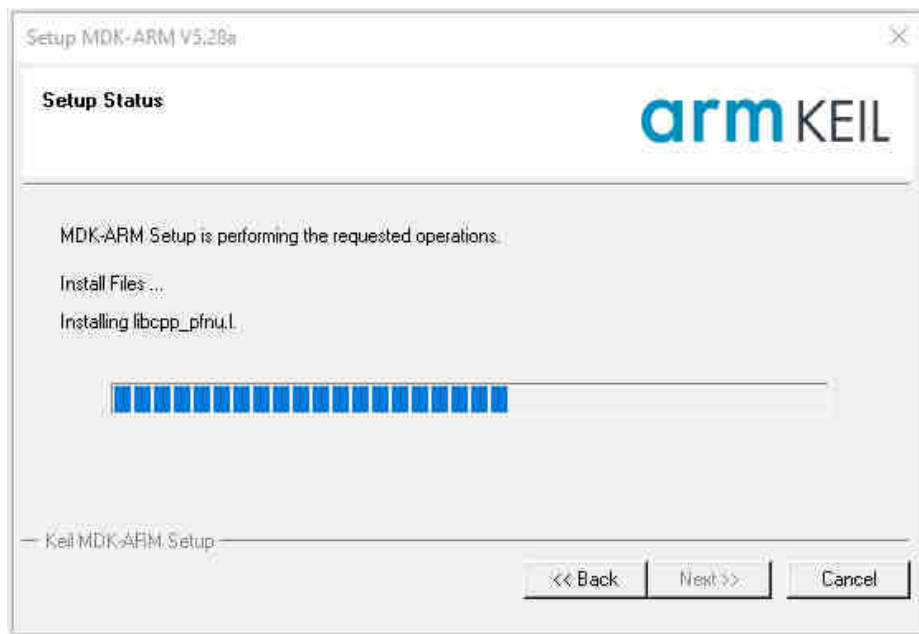 Setup MDK-ARM V5.28a
Setup Status
arm KEIL
MDK-ARM Setup is performing the requested operations.
Install Files ...
Installing libcpp_pfnu.l.
Keil MDK-ARM Setup
<< Back
Next >>
Cancel